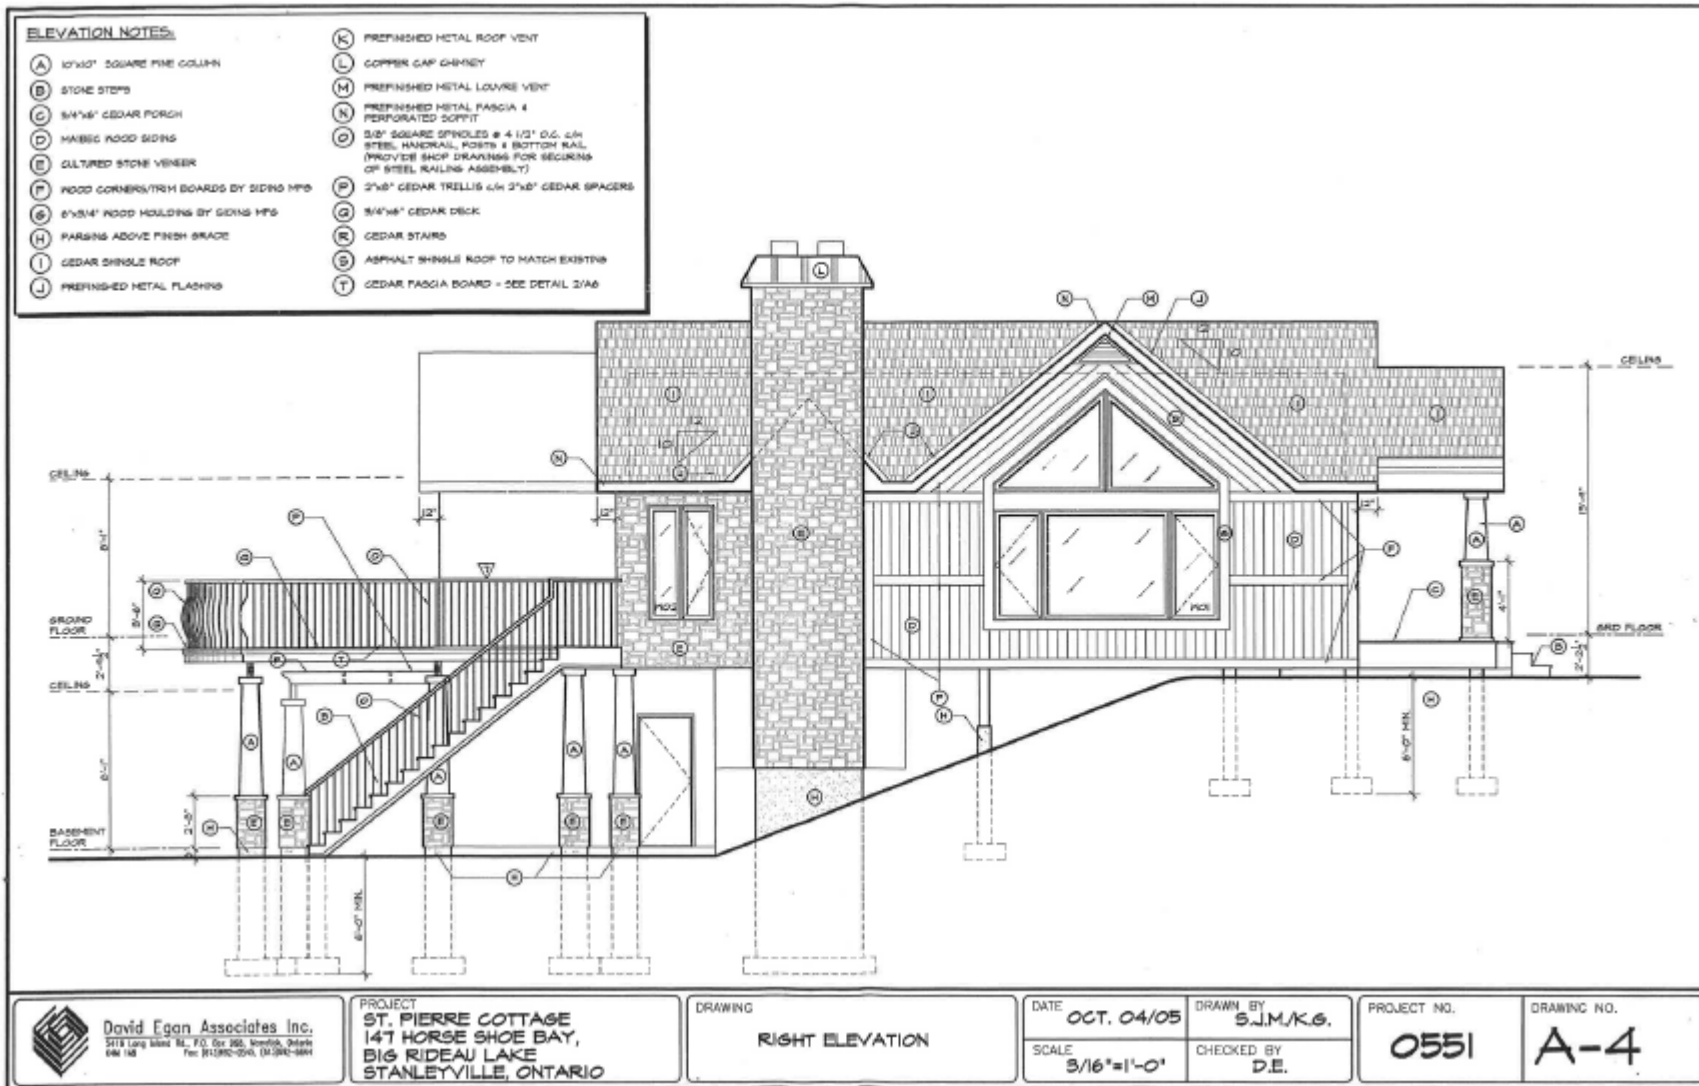 ELEVATION NOTES:
A 10"x10" SQUARE PINE COLUMN
B STONE STEPS
C 5/4"x6" CEDAR PORCH
D MAIBEC WOOD SIDING
E CULTURED STONE VENEER
F WOOD CORNERS/TRIM BOARDS BY SIDING MFG
G 6"x5/4" WOOD MOULDING BY SIDING MFG
H PARGING ABOVE FINISH GRADE
I CEDAR SHINGLE ROOF
J PREFINISHED METAL FLASHING
K PREFINISHED METAL ROOF VENT
L COPPER CAP CHIMNEY
M PREFINISHED METAL LOUVRE VENT
N PREFINISHED METAL FASCIA &
PERFORATED SOFFIT
O 5/8" SQUARE SPINDLES @ 4 1/2" O.C. c/w
STEEL HANDRAIL, POSTS & BOTTOM RAIL
(PROVIDE SHOP DRAWINGS FOR SECURING
OF STEEL RAILING ASSEMBLY)
P 2"x8" CEDAR TRELLIS c/w 2"x8" CEDAR SPACERS
Q 5/4"x6" CEDAR DECK
R CEDAR STAIRS
S ASPHALT SHINGLE ROOF TO MATCH EXISTING
T CEDAR FASCIA BOARD - SEE DETAIL 2/A6
L
N M J
12
10
CEILING
I I I I
J
12
10
N
CEILING
12" 12" 12"
A
A
E
D
F
P
Q O
1
C
E
GROUND
FLOOR
GRD FLOOR
D
E
B
T
CEILING
F
H
H
A A A A A
E E E E E
H
BASEMENT
FLOOR
H
6'-0" MIN.
6'-0" MIN.
David Egan Associates Inc.
PROJECT
ST. PIERRE COTTAGE
147 HORSE SHOE BAY,
BIG RIDEAU LAKE
STANLEYVILLE, ONTARIO
DRAWING
RIGHT ELEVATION
DATE
OCT. 04/05
SCALE
3/16"=1'-0"
DRAWN BY
S.J.M./K.G.
CHECKED BY
D.E.
PROJECT NO.
0551
DRAWING NO.
A-4